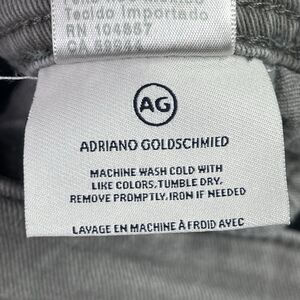 Tecido Importado
RN 104867
AG
ADRIANO GOLDSCHMIED
MACHINE WASH COLD WITH
LIKE COLORS, TUMBLE DRY,
REMOVE PROMPTLY, IRON IF NEEDED
LAVAGE EN MACHINE À FROID AVEC